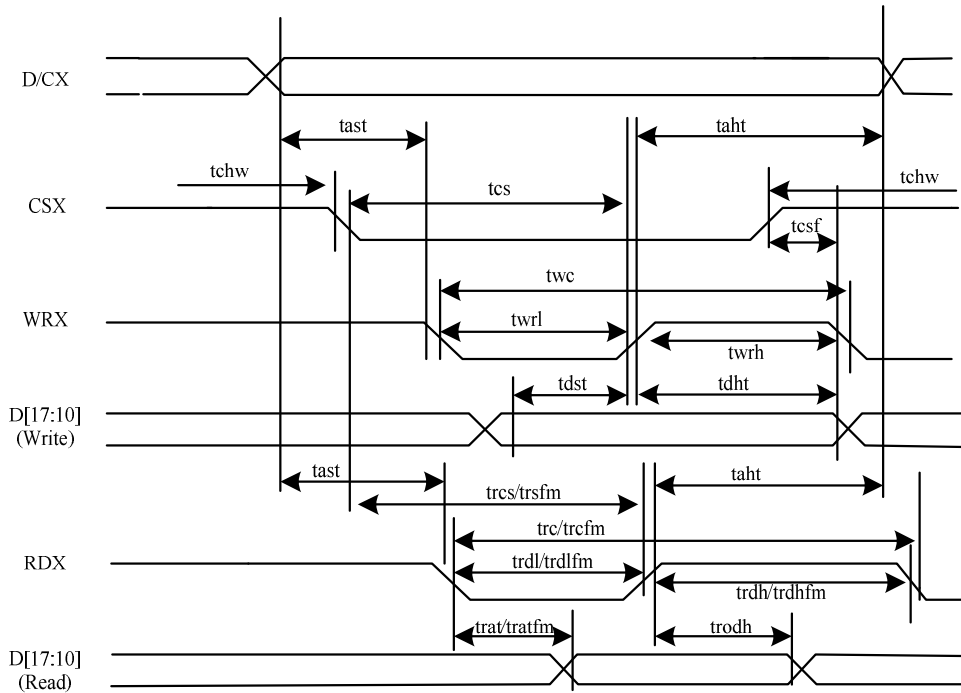 D/CX
tast
taht
tchw
tchw
tcs
CSX
tcsf
twc
WRX
twrl
twrh
tdst
tdht
D[17:10]
(Write)
tast
taht
trcs/trsfm
trc/trcfm
RDX
trdl/trdlfm
trdh/trdhfm
trat/tratfm
trodh
D[17:10]
(Read)